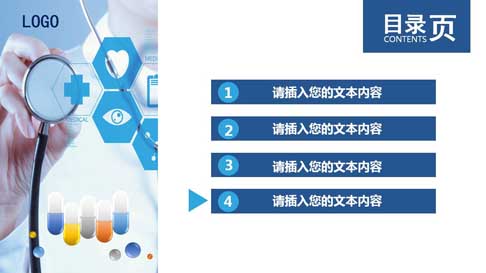 LOGO
MEDI
MEDICAL
目录页
CONTENTS
1 请插入您的文本内容
2 请插入您的文本内容
3 请插入您的文本内容
4 请插入您的文本内容